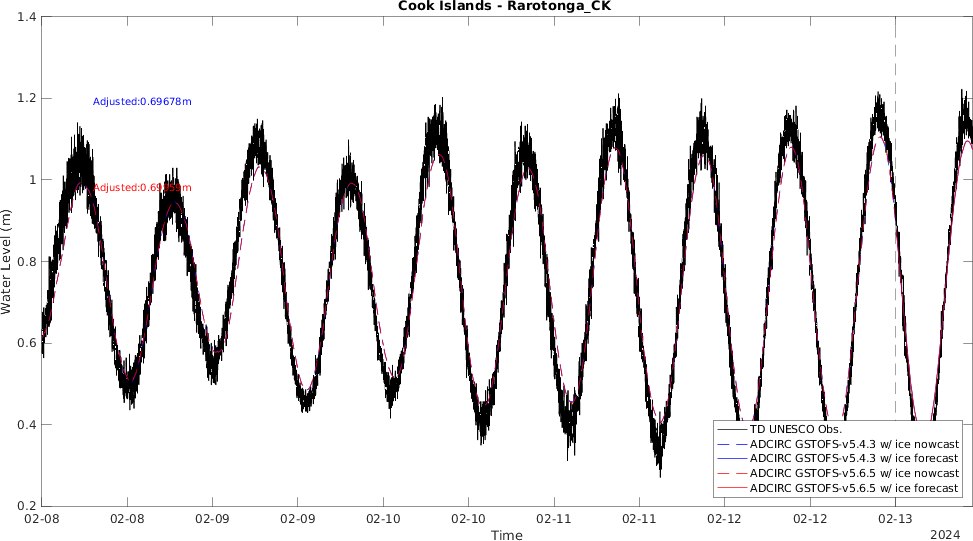 Cook Islands - Rarotonga_CK
1.4
1.2
1
0.8
0.6
0.4
0.2
Water Level (m)
Adjusted:0.69678m
TD UNESCO Obs.
ADCIRC GSTOFS-v5.4.3 w/ ice nowcast
ADCIRC GSTOFS-v5.4.3 w/ ice forecast
ADCIRC GSTOFS-v5.6.5 w/ ice nowcast
ADCIRC GSTOFS-v5.6.5 w/ ice forecast
02-08 02-08 02-09 02-09 02-10 02-10 02-11 02-11 02-12 02-12 02-13
Time
2024